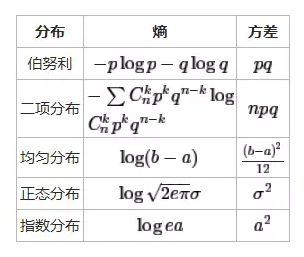 分布 熵 方差
伯努利 $-p\log p-q\log q$ $pq$
二项分布 $-\sum C_n^k p^k q^{n-k}\log$
$C_n^k p^k q^{n-k}$ $npq$
均匀分布 $\log(b-a)$ $\frac{(b-a)^2}{12}$
正态分布 $\log\sqrt{2e\pi}\sigma$ $\sigma^2$
指数分布 $\log ea$ $a^2$